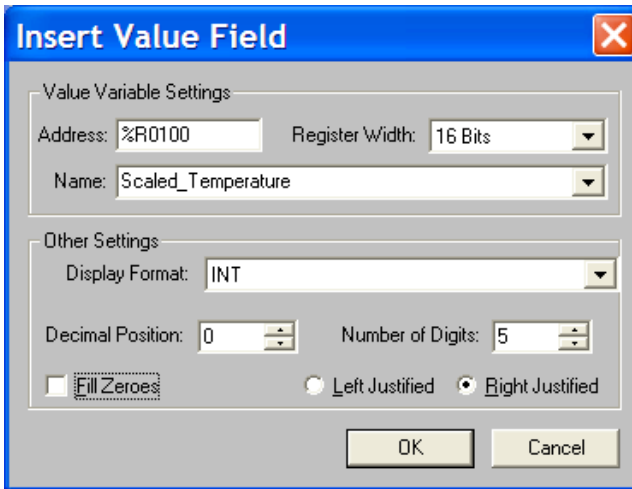 Insert Value Field
Value Variable Settings
Address: %R0100 Register Width: 16 Bits
Name: Scaled_Temperature
Other Settings
Display Format: INT
Decimal Position: 0 Number of Digits: 5
Fill Zeroes Left Justified Right Justified
OK Cancel